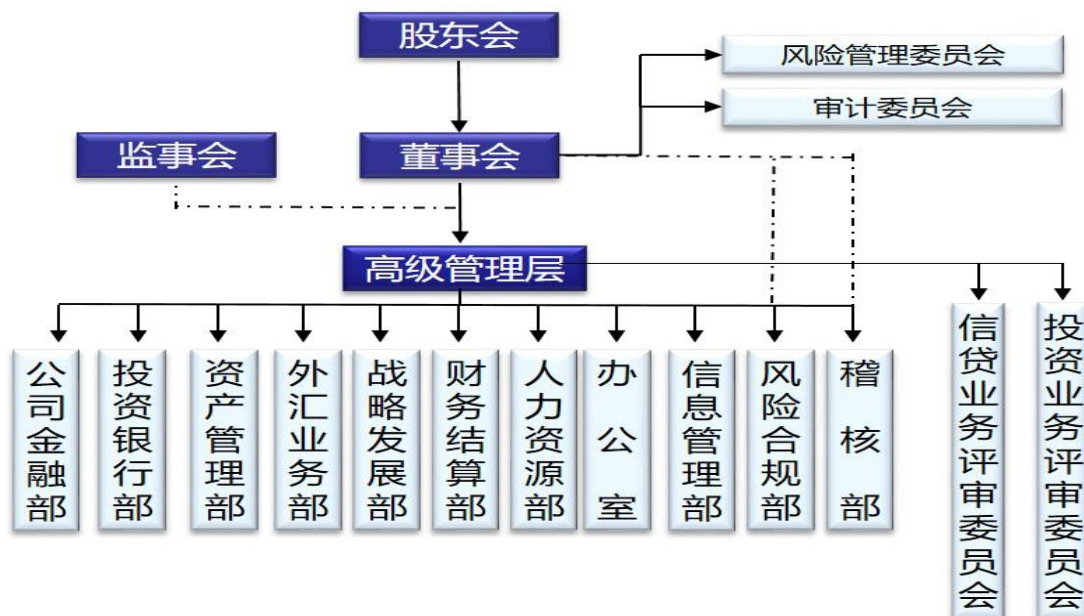 股东会
风险管理委员会
审计委员会
监事会
董事会
高级管理层
公司金融部
投资银行部
资产管理部
外汇业务部
战略发展部
财务结算部
人力资源部
办公室
信息管理部
风险合规部
稽核部
信贷业务评审委员会
投资业务评审委员会